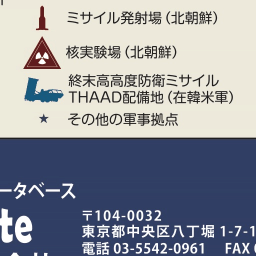 ミサイル発射場（北朝鮮）
核実験場（北朝鮮）
終末高高度防衛ミサイル
THAAD配備地（在韓米軍）
その他の軍事拠点
ータベース
te
〒104-0032
東京都中央区八丁堀 1-7-1
電話 03-5542-0961 FAX